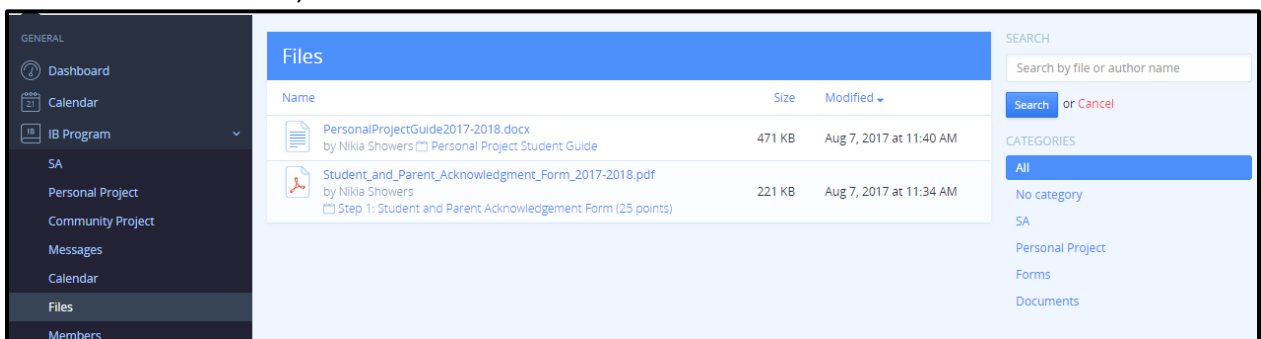 GENERAL
Dashboard
21
Calendar
IB
IB Program
SA
Personal Project
Community Project
Messages
Calendar
Files
Members
Files
Name Size Modified
PersonalProjectGuide2017-2018.docx
by Nikia Showers Personal Project Student Guide
471 KB Aug 7, 2017 at 11:40 AM
Student_and_Parent_Acknowledgment_Form_2017-2018.pdf
by Nikia Showers
Step 1: Student and Parent Acknowledgement Form (25 points)
221 KB Aug 7, 2017 at 11:34 AM
SEARCH
Search by file or author name
Search or Cancel
CATEGORIES
All
No category
SA
Personal Project
Forms
Documents